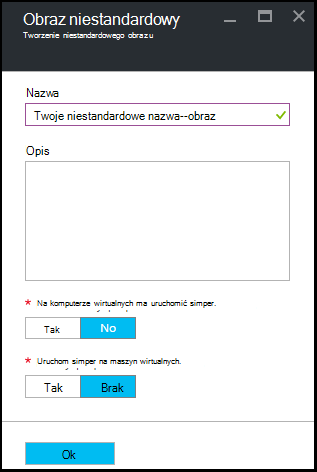 Obraz niestandardowy
Tworzenie niestandardowego obrazu
Nazwa
Twoje niestandardowe nazwa--obraz
Opis
* Na komputerze wirtualnych ma uruchomić simper.
Tak No
* Uruchom simper na maszyn wirtualnych.
Tak Brak
Ok